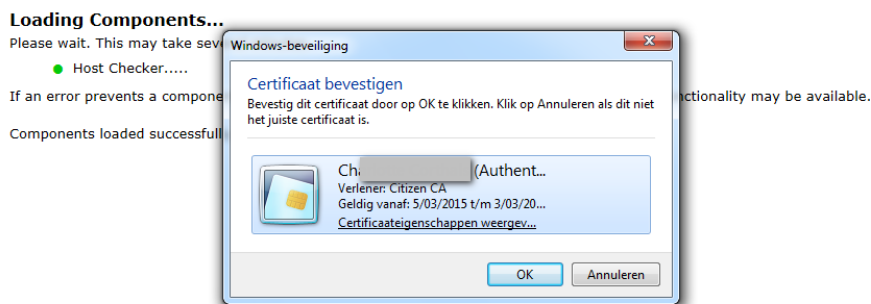 Loading Components...
Please wait. This may take seve
Host Checker.....
If an error prevents a compone
nctionality may be available.
Components loaded successfull
Windows-beveiliging
Certificaat bevestigen
Bevestig dit certificaat door op OK te klikken. Klik op Annuleren als dit niet
het juiste certificaat is.
Cha (Authent...
Verlener: Citizen CA
Geldig vanaf: 5/03/2015 t/m 3/03/20...
Certificaateigenschappen weergev...
OK
Annuleren